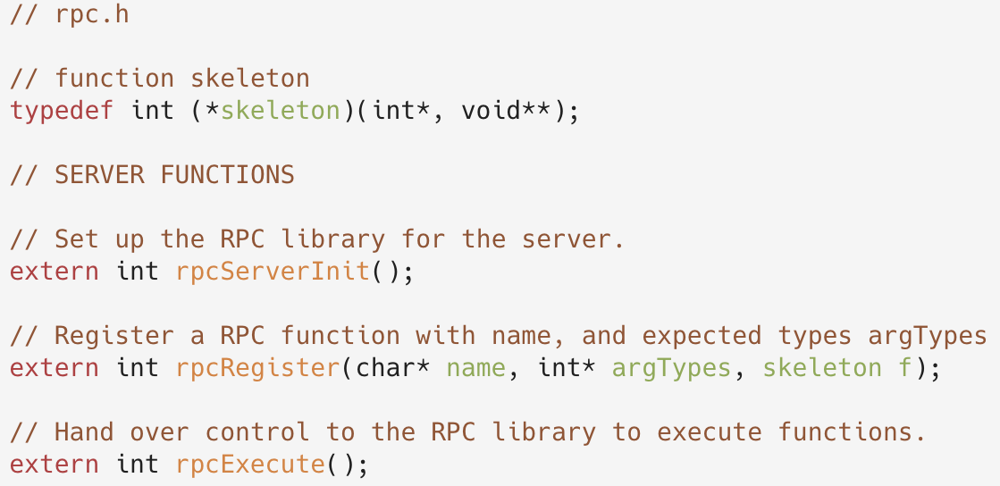 // rpc.h
// function skeleton
typedef int (*skeleton)(int*, void**);
// SERVER FUNCTIONS
// Set up the RPC library for the server.
extern int rpcServerInit();
// Register a RPC function with name, and expected types argTypes
extern int rpcRegister(char* name, int* argTypes, skeleton f);
// Hand over control to the RPC library to execute functions.
extern int rpcExecute();